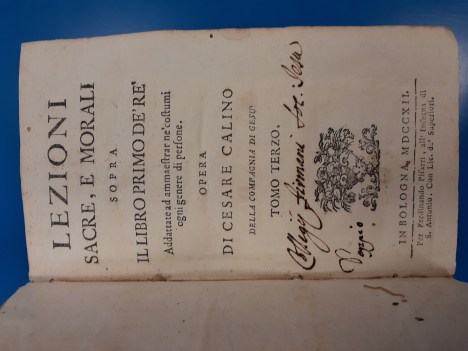 LEZIONI
SACRE, E MORALI
SOPRA
IL LIBRO PRIMO DE' RE'
Addattate ad ammaestrar ne' costumi
ogni genere di persone.
OPERA
DI CESARE CALINO
DELLA COMPAGNIA DI GESU'
TOMO TERZO.
Collegij Firmani Soc. Jesu
IN BOLOGNA, MDCCXII.
Per Ferdinando Pisarri, all' Insegna di
S. Antonio. Con lic. de' Superiori.